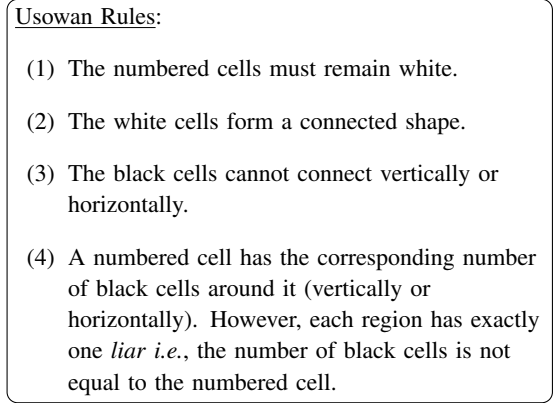 Usowan Rules:
(1) The numbered cells must remain white.
(2) The white cells form a connected shape.
(3) The black cells cannot connect vertically or
horizontally.
(4) A numbered cell has the corresponding number
of black cells around it (vertically or
horizontally). However, each region has exactly
one liar i.e., the number of black cells is not
equal to the numbered cell.